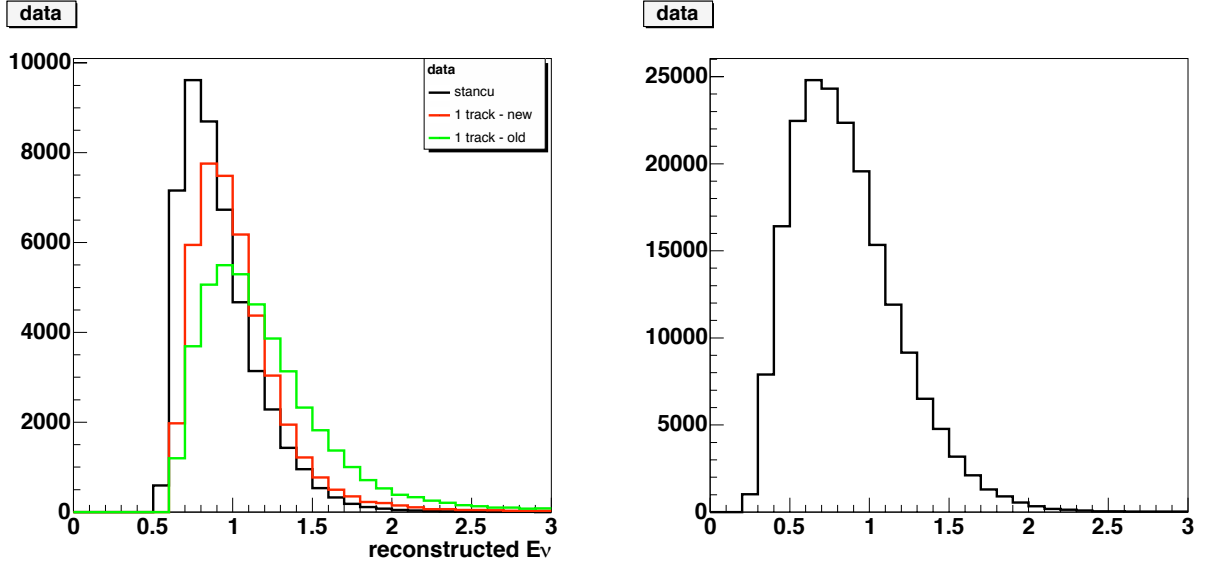 data
10000
8000
6000
4000
2000
0
0 0.5 1 1.5 2 2.5 3
reconstructed Eν
data
stancu
1 track - new
1 track - old
data
25000
20000
15000
10000
5000
0
0 0.5 1 1.5 2 2.5 3